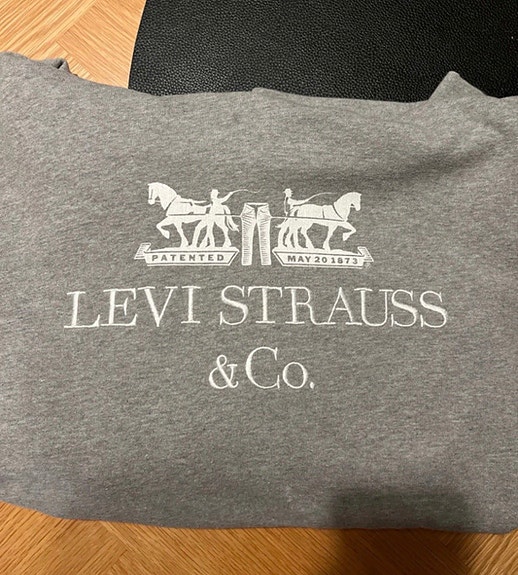 PATENTED MAY 20 1873
LEVI STRAUSS
& Co.